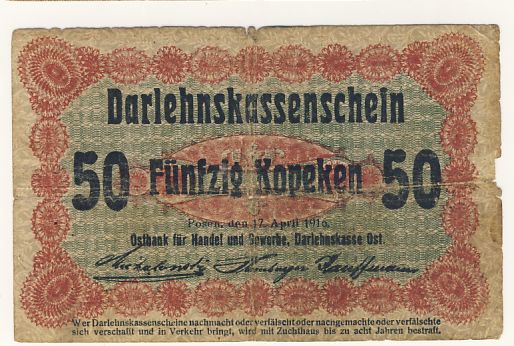 Darlehnskassenschein
50 Fünfzig Kopeken 50
Posen, den 17. April 1916.
Ostbank für Handel und Gewerbe, Darlehnskasse Ost.
Wer Darlehnskassenscheine nachmacht oder verfälscht oder nachgemachte oder verfälschte
sich verschafft und in Verkehr bringt, wird mit Zuchthaus bis zu acht Jahren bestraft.